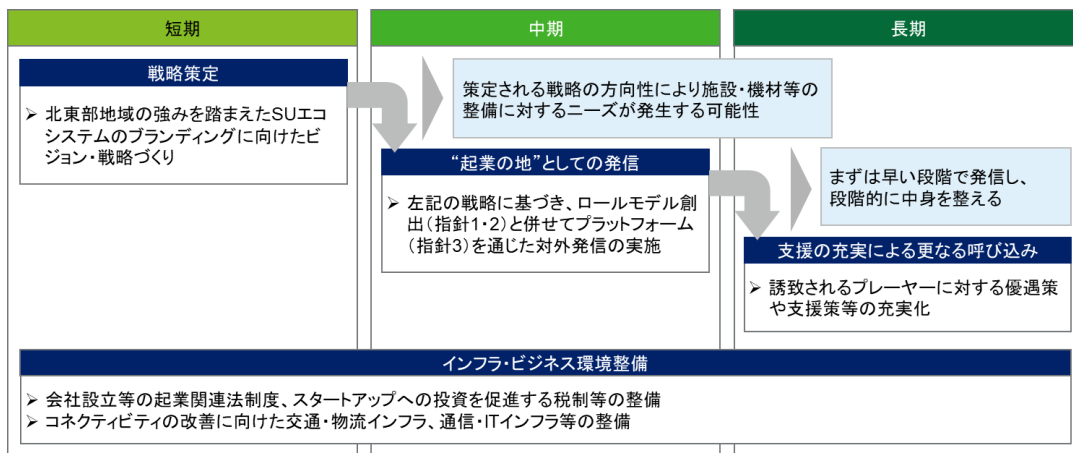 短期
中期
長期
戦略策定
➢ 北東部地域の強みを踏まえたSUエコ
システムのブランディングに向けたビ
ジョン・戦略づくり
策定される戦略の方向性により施設・機材等の
整備に対するニーズが発生する可能性
“起業の地”としての発信
➢ 左記の戦略に基づき、ロールモデル創
出（指針1・2）と併せてプラットフォーム
（指針3）を通じた対外発信の実施
まずは早い段階で発信し、
段階的に中身を整える
支援の充実による更なる呼び込み
➢ 誘致されるプレーヤーに対する優遇策
や支援策等の充実化
インフラ・ビジネス環境整備
➢ 会社設立等の起業関連法制度、スタートアップへの投資を促進する税制等の整備
➢ コネクティビティの改善に向けた交通・物流インフラ、通信・ITインフラ等の整備